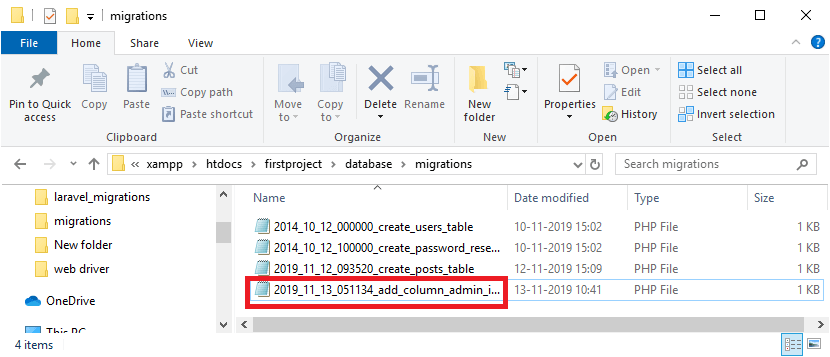 migrations
File Home Share View
Pin to Quick access
Copy
Paste
Cut
Copy path
Paste shortcut
Clipboard
Move to
Copy to
Delete
Rename
Organize
New folder
New
Properties
Open
Edit
History
Open
Select all
Select none
Invert selection
Select
« xampp › htdocs › firstproject › database › migrations
Search migrations
laravel_migrations
migrations
New folder
web driver
OneDrive
This PC
Name Date modified Type Size
2014_10_12_000000_create_users_table 10-11-2019 15:02 PHP File 1 KB
2014_10_12_100000_create_password_rese... 10-11-2019 15:02 PHP File 1 KB
2019_11_12_093520_create_posts_table 12-11-2019 15:09 PHP File 1 KB
2019_11_13_051134_add_column_admin_i... 13-11-2019 10:41 PHP File 1 KB
4 items